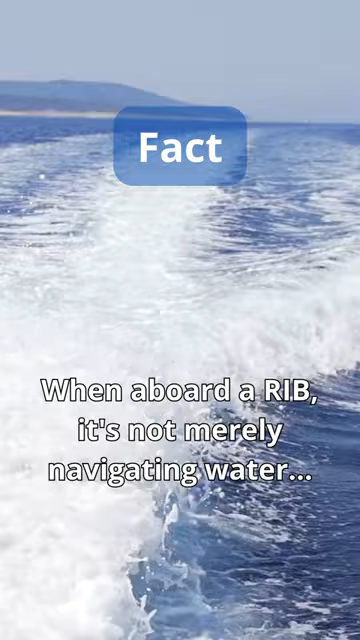 Fact
When aboard a RIB,
it's not merely
navigating water...